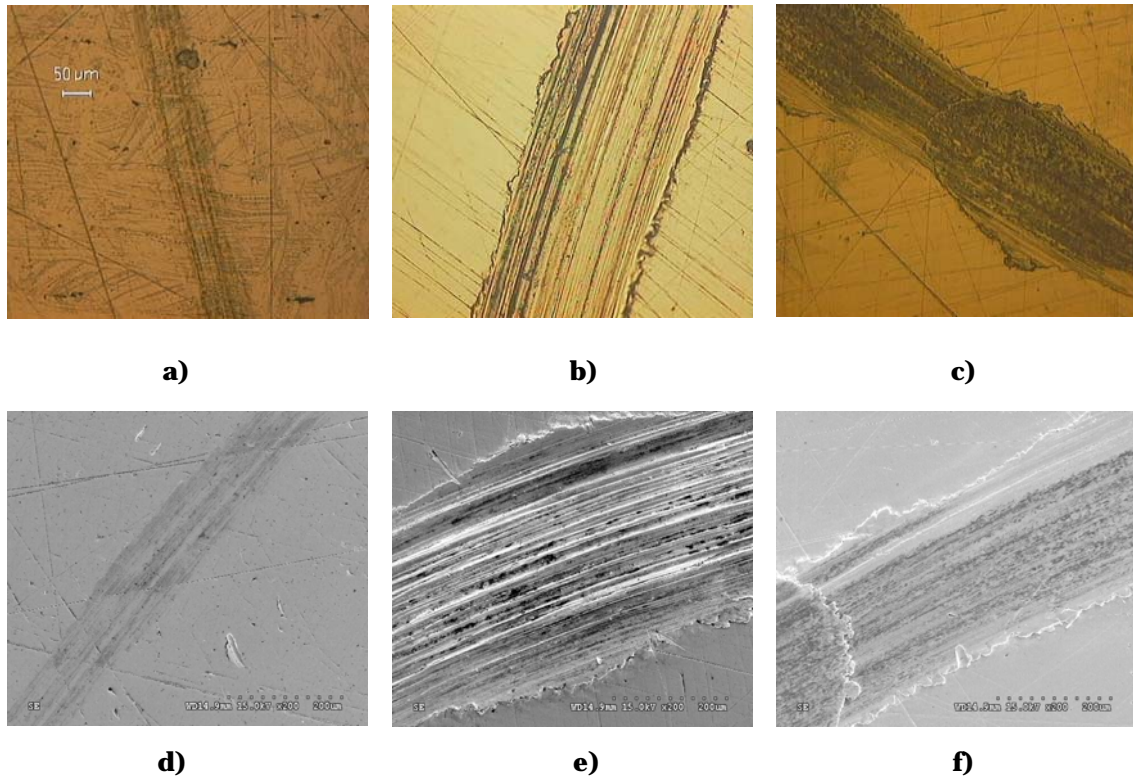 50 μm
a)
b)
c)
SE WD14.9mm 15.0kV x200 200um
SE WD14.9mm 15.0kV x200 200um
SE WD14.9mm 15.0kV x200 200um
d)
e)
f)